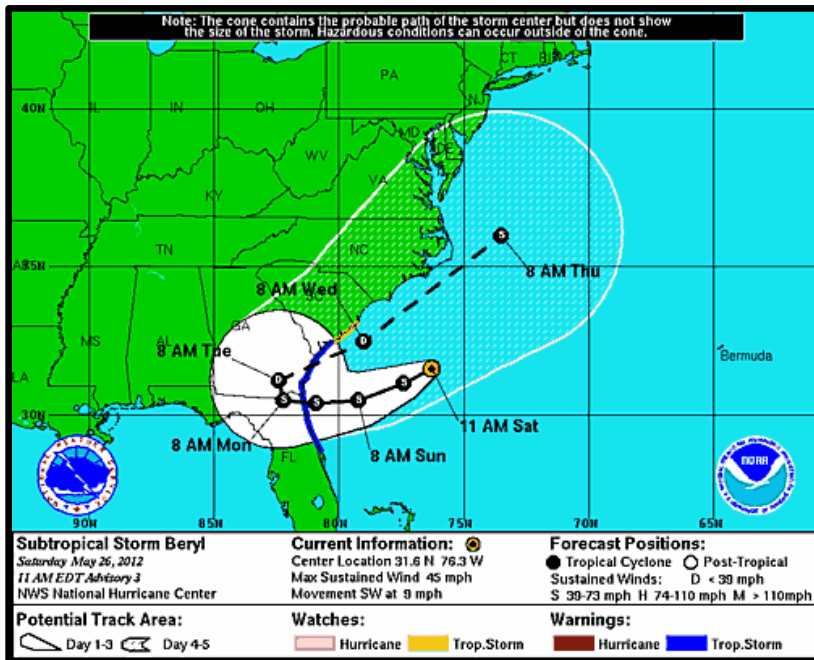 Note: The cone contains the probable path of the storm center but does not show
the size of the storm. Hazardous conditions can occur outside of the cone.
CT
RI
PA
NJ
40N
IL
IN
OH
MD
DE
WV
VA
KY
TN
NC
35N
8 AM Thu
8 AM Wed
SC
GA
MS
AL
8 AM Tue
Bermuda
LA
30N
11 AM Sat
8 AM Mon
8 AM Sun
FL
NOAA
90W
85W
80W
75W
70W
65W
Subtropical Storm Beryl
Saturday May 26, 2012
11 AM EDT Advisory 3
NWS National Hurricane Center
Current Information:
Center Location 31.6 N 76.3 W
Max Sustained Wind 45 mph
Movement SW at 9 mph
Forecast Positions:
Tropical Cyclone Post-Tropical
Sustained Winds: D < 39 mph
S 39-73 mph H 74-110 mph M > 110mph
Potential Track Area:
Day 1-3 Day 4-5
Watches:
Hurricane Trop.Storm
Warnings:
Hurricane Trop.Storm